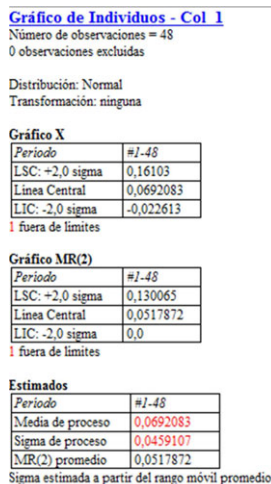 Gráfico de Individuos - Col_1
Número de observaciones = 48
0 observaciones excluidas
Distribución: Normal
Transformación: ninguna
Gráfico X
Periodo #1-48
LSC: +2,0 sigma 0,16103
Linea Central 0,0692083
LIC: -2,0 sigma -0,022613
1 fuera de limites
Gráfico MR(2)
Periodo #1-48
LSC: +2,0 sigma 0,130065
Linea Central 0,0517872
LIC: -2,0 sigma 0,0
1 fuera de limites
Estimados
Periodo #1-48
Media de proceso 0,0692083
Sigma de proceso 0,0459107
MR(2) promedio 0,0517872
Sigma estimada a partir del rango móvil promedio